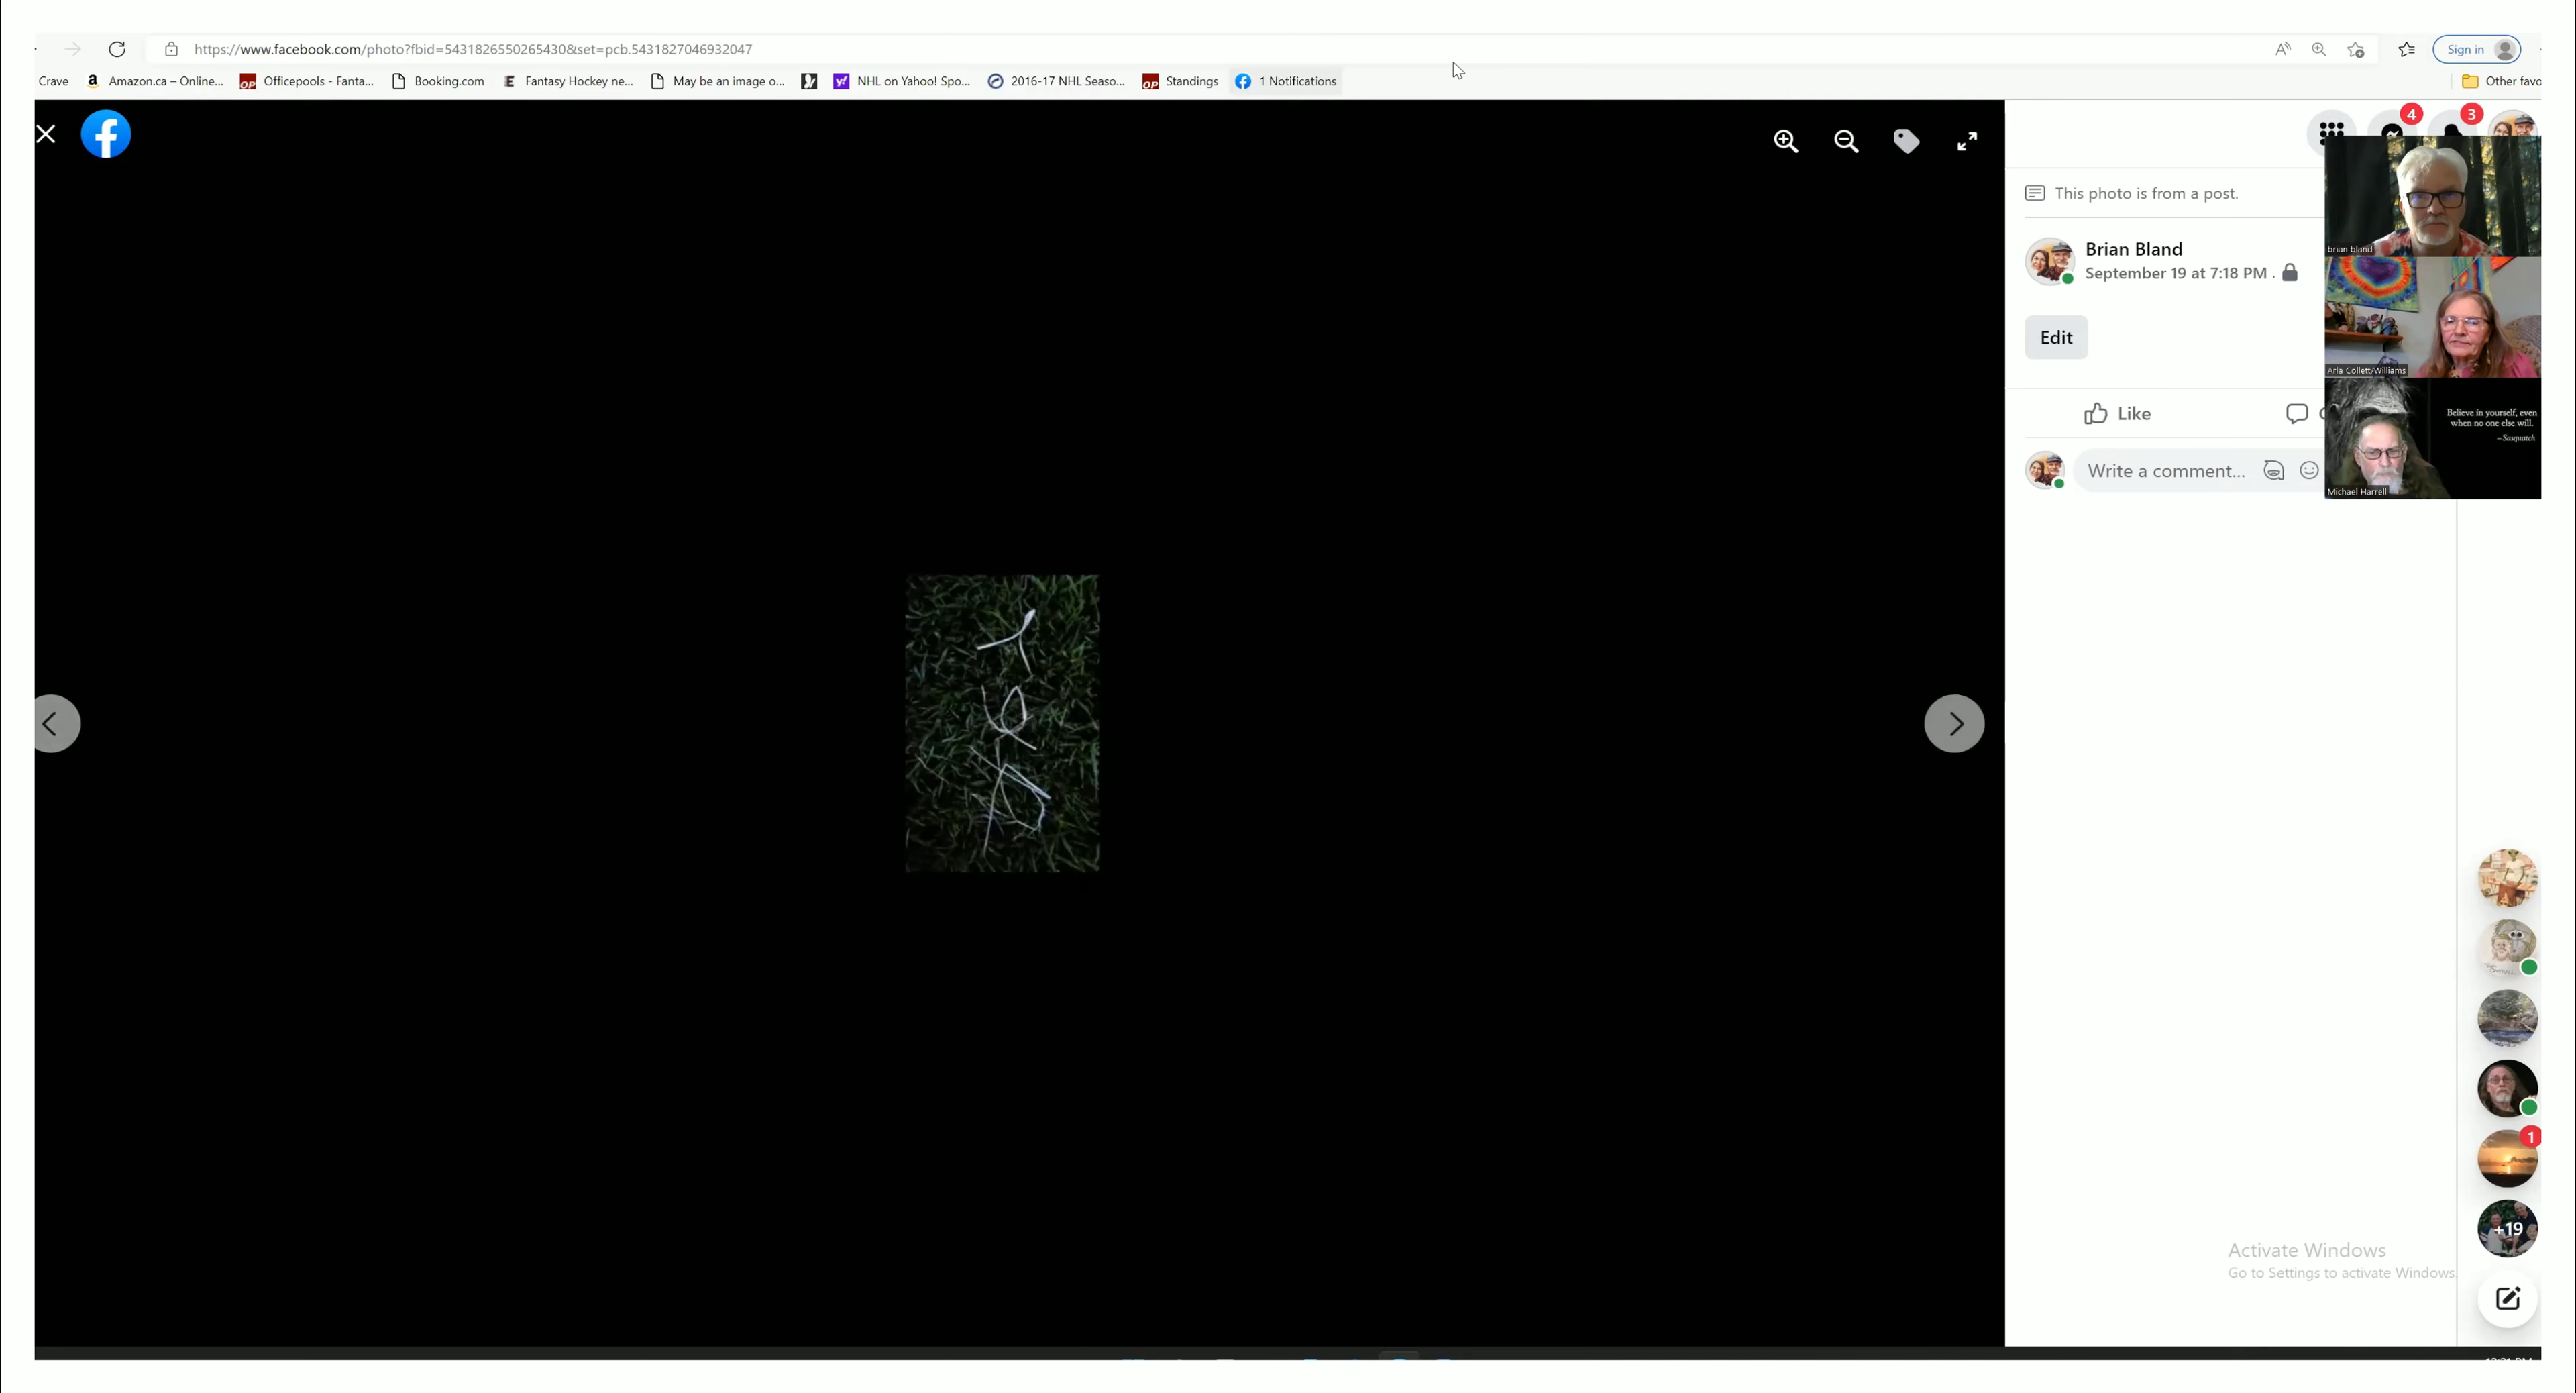 https://www.facebook.com/photo?fbid=5431826550265430&set=pcb.5431827046932047
Sign in
Crave
Amazon.ca – Online...
Officepools - Fanta...
Booking.com
Fantasy Hockey ne...
May be an image o...
NHL on Yahoo! Spo...
2016-17 NHL Seaso...
Standings
1 Notifications
Other favo
4
3
This photo is from a post.
brian bland
Brian Bland
September 19 at 7:18 PM .
Edit
Arla Collett/Williams
Like
Believe in yourself, even
when no one else will.
– Sasquatch
Write a comment...
Michael Harrell
1
+19
Activate Windows
Go to Settings to activate Windows.